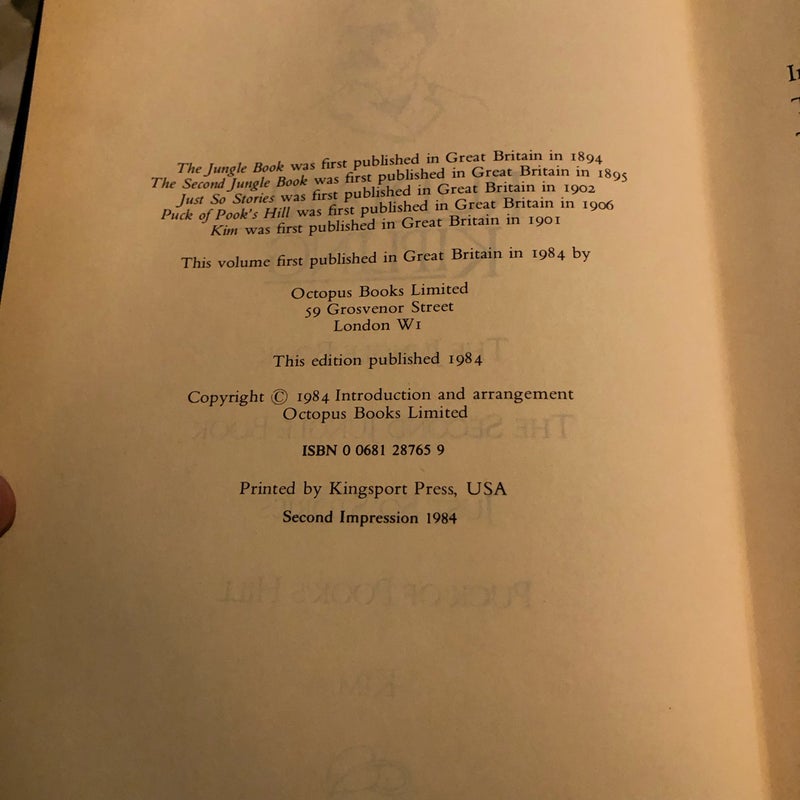 The Jungle Book was first published in Great Britain in 1894
The Second Jungle Book was first published in Great Britain in 1895
Just So Stories was first published in Great Britain in 1902
Puck of Pook's Hill was first published in Great Britain in 1906
Kim was first published in Great Britain in 1901
This volume first published in Great Britain in 1984 by
Octopus Books Limited
59 Grosvenor Street
London W1
This edition published 1984
Copyright © 1984 Introduction and arrangement
Octopus Books Limited
ISBN 0 0681 28765 9
Printed by Kingsport Press, USA
Second Impression 1984
PUCK OF POOK'S HILL
KIM